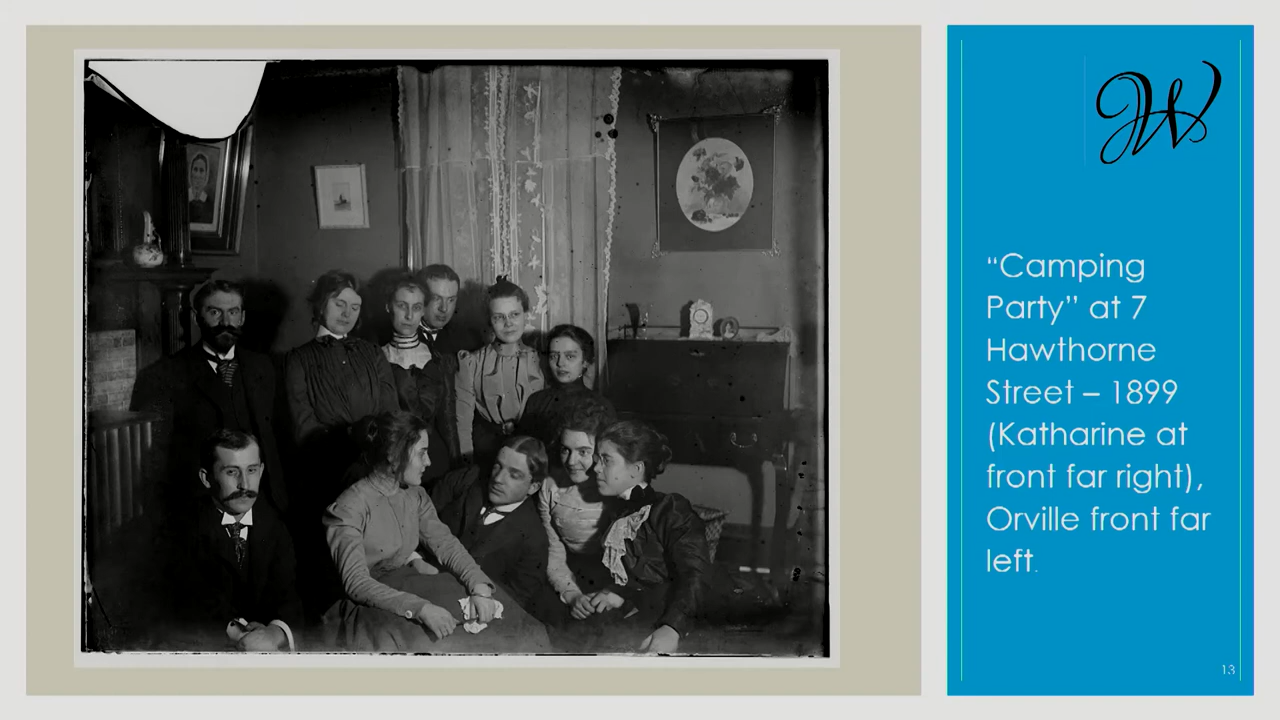 W
“Camping
Party” at 7
Hawthorne
Street – 1899
(Katharine at
front far right),
Orville front far
left.
13